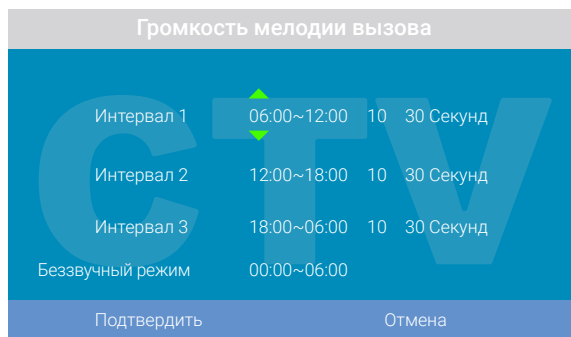 Громкость мелодии вызова
CTV
Интервал 1 06:00~12:00 10 30 Секунд
Интервал 2 12:00~18:00 10 30 Секунд
Интервал 3 18:00~06:00 10 30 Секунд
Беззвучный режим 00:00~06:00
Подтвердить Отмена